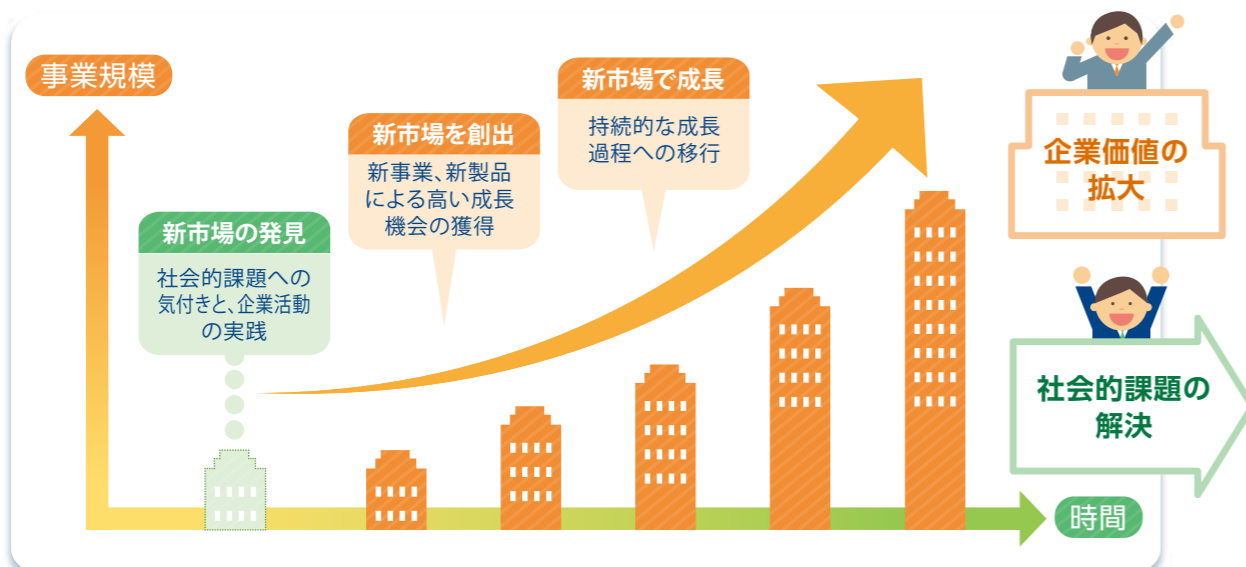 事業規模
新市場の発見
社会的課題への
気付きと、企業活動
の実践
新市場を創出
新事業、新製品
による高い成長
機会の獲得
新市場で成長
持続的な成長
過程への移行
企業価値の
拡大
社会的課題の
解決
時間